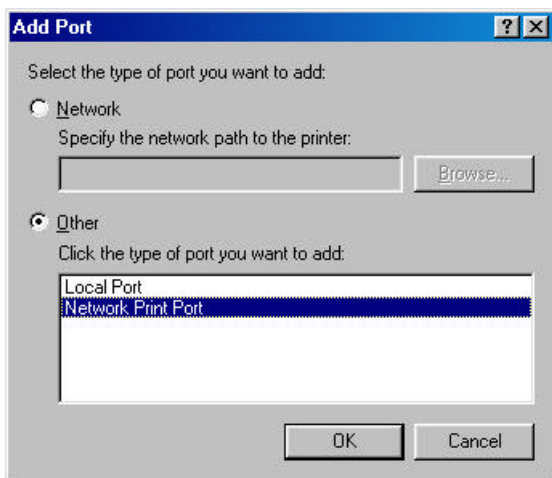 Add Port
Select the type of port you want to add:
Network
Specify the network path to the printer:
Browse...
Other
Click the type of port you want to add:
Local Port
Network Print Port
OK Cancel